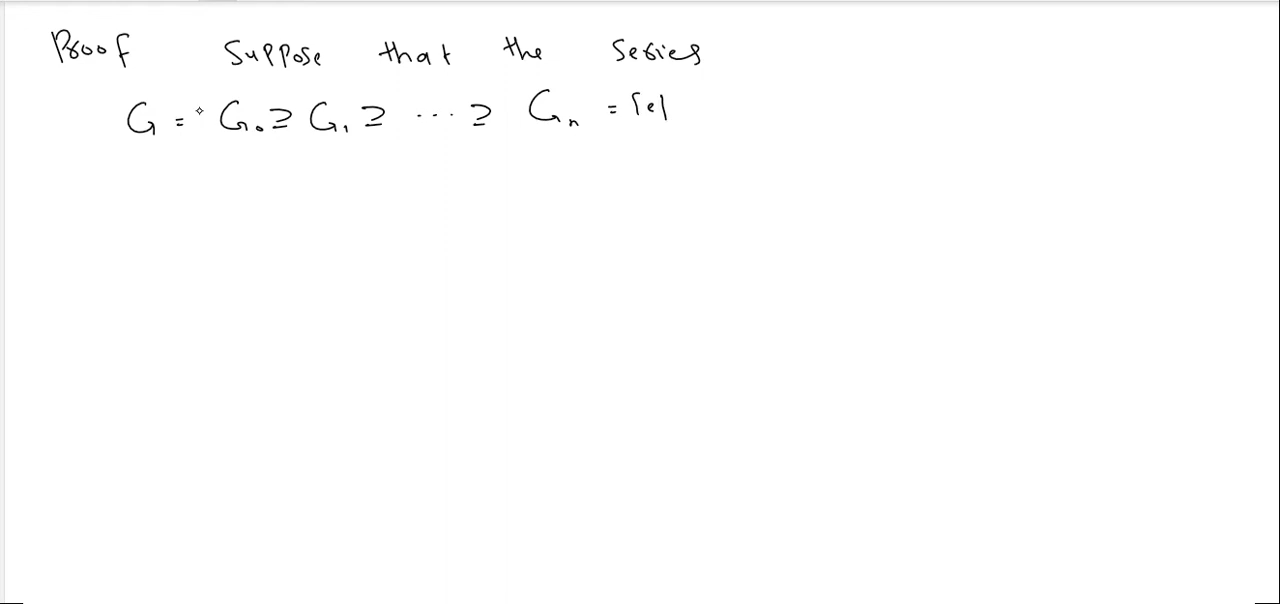 Proof Suppose that the series
G = G₀ ⊇ G₁ ⊇ ... ⊇ Gₙ = {e}